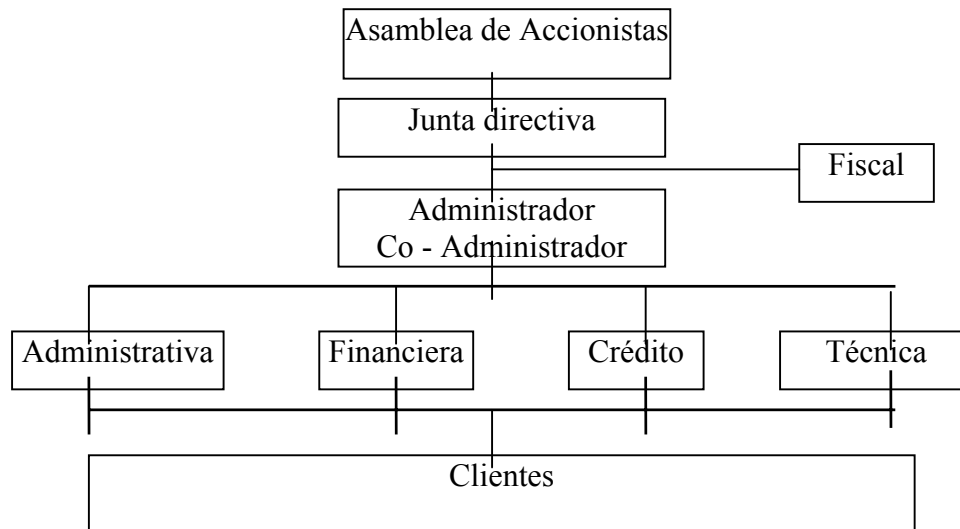 Asamblea de Accionistas
Junta directiva
Fiscal
Administrador
Co - Administrador
Administrativa
Financiera
Crédito
Técnica
Clientes